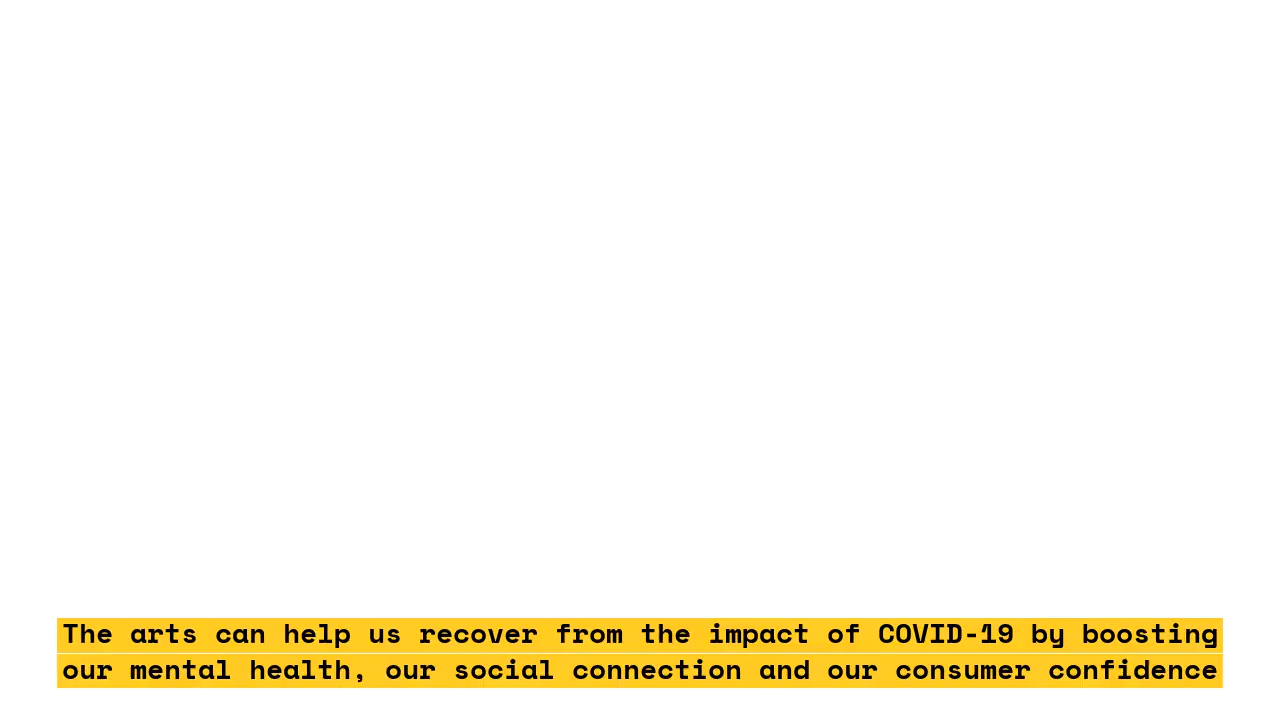 The arts can help us recover from the impact of COVID-19 by boosting
our mental health, our social connection and our consumer confidence